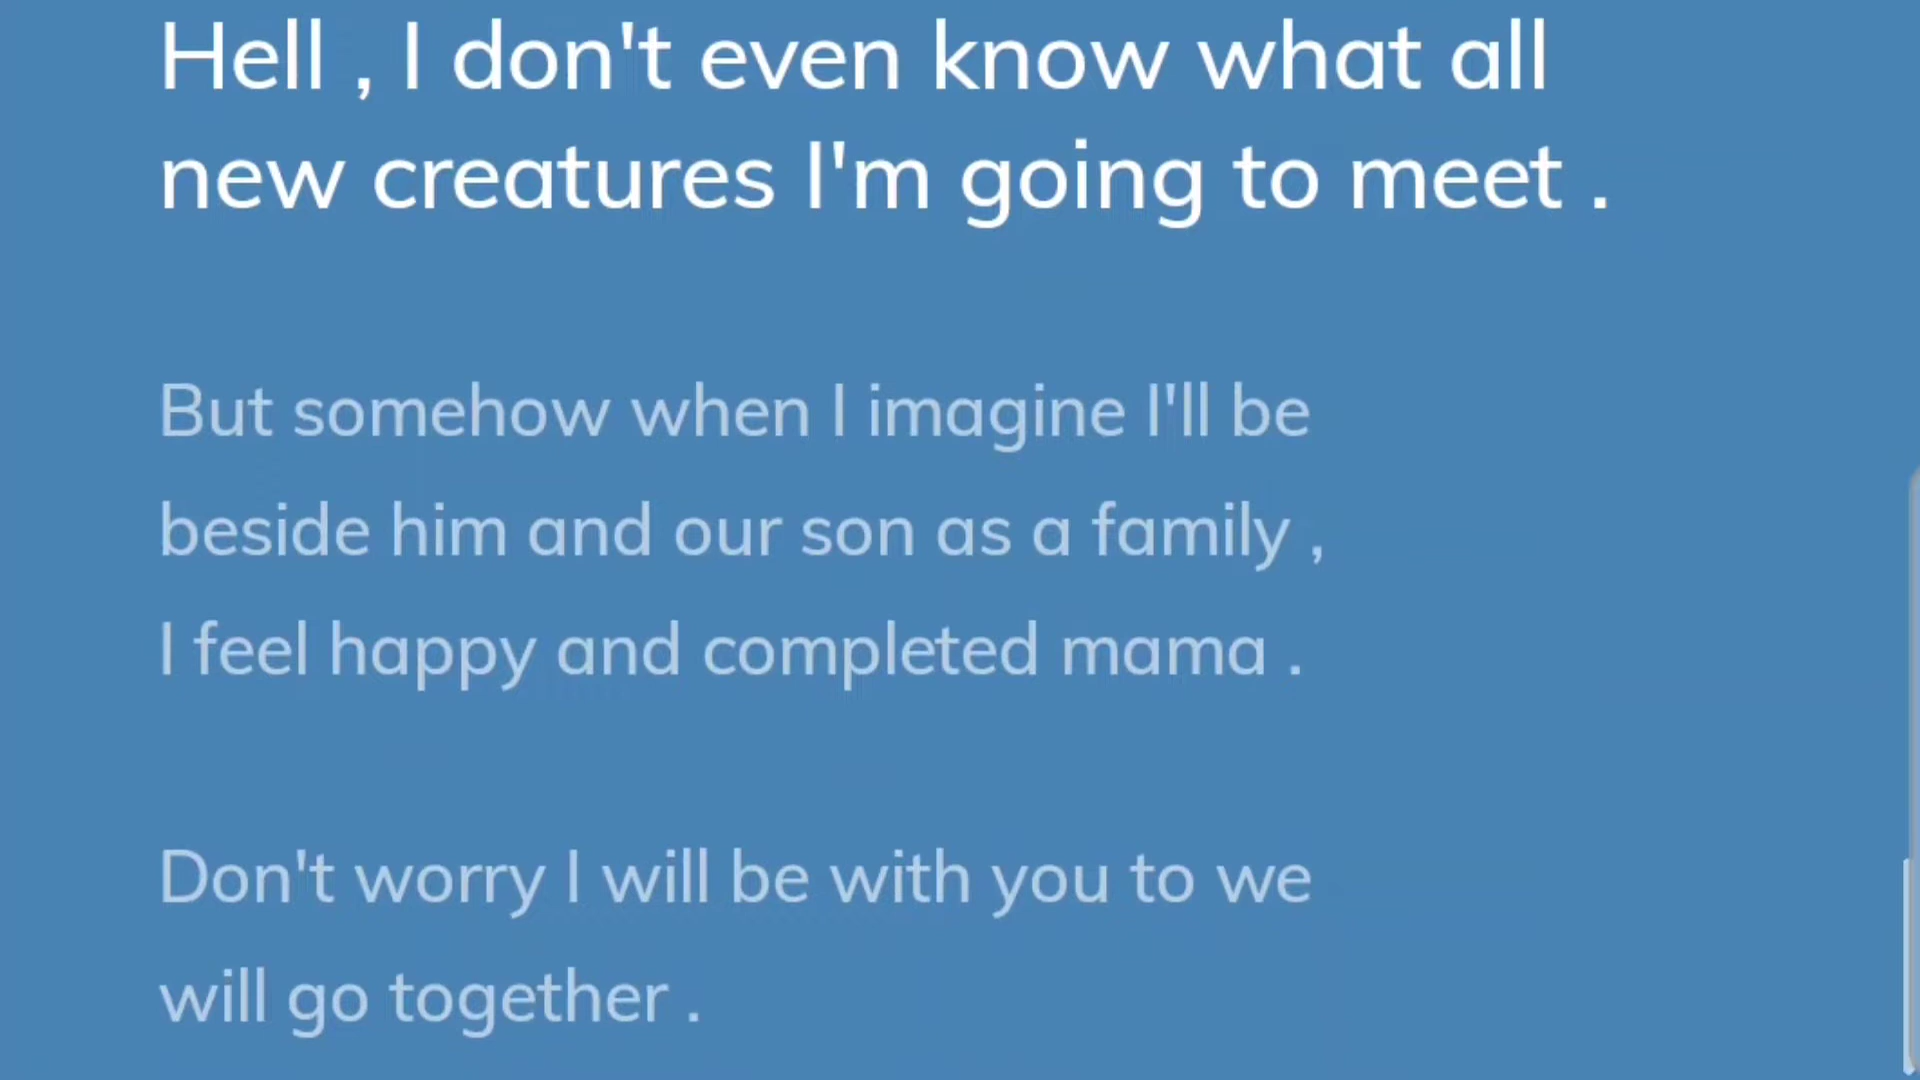 Hell , I don't even know what all
new creatures I'm going to meet .
But somehow when I imagine I'll be
beside him and our son as a family ,
I feel happy and completed mama .
Don't worry I will be with you to we
will go together .